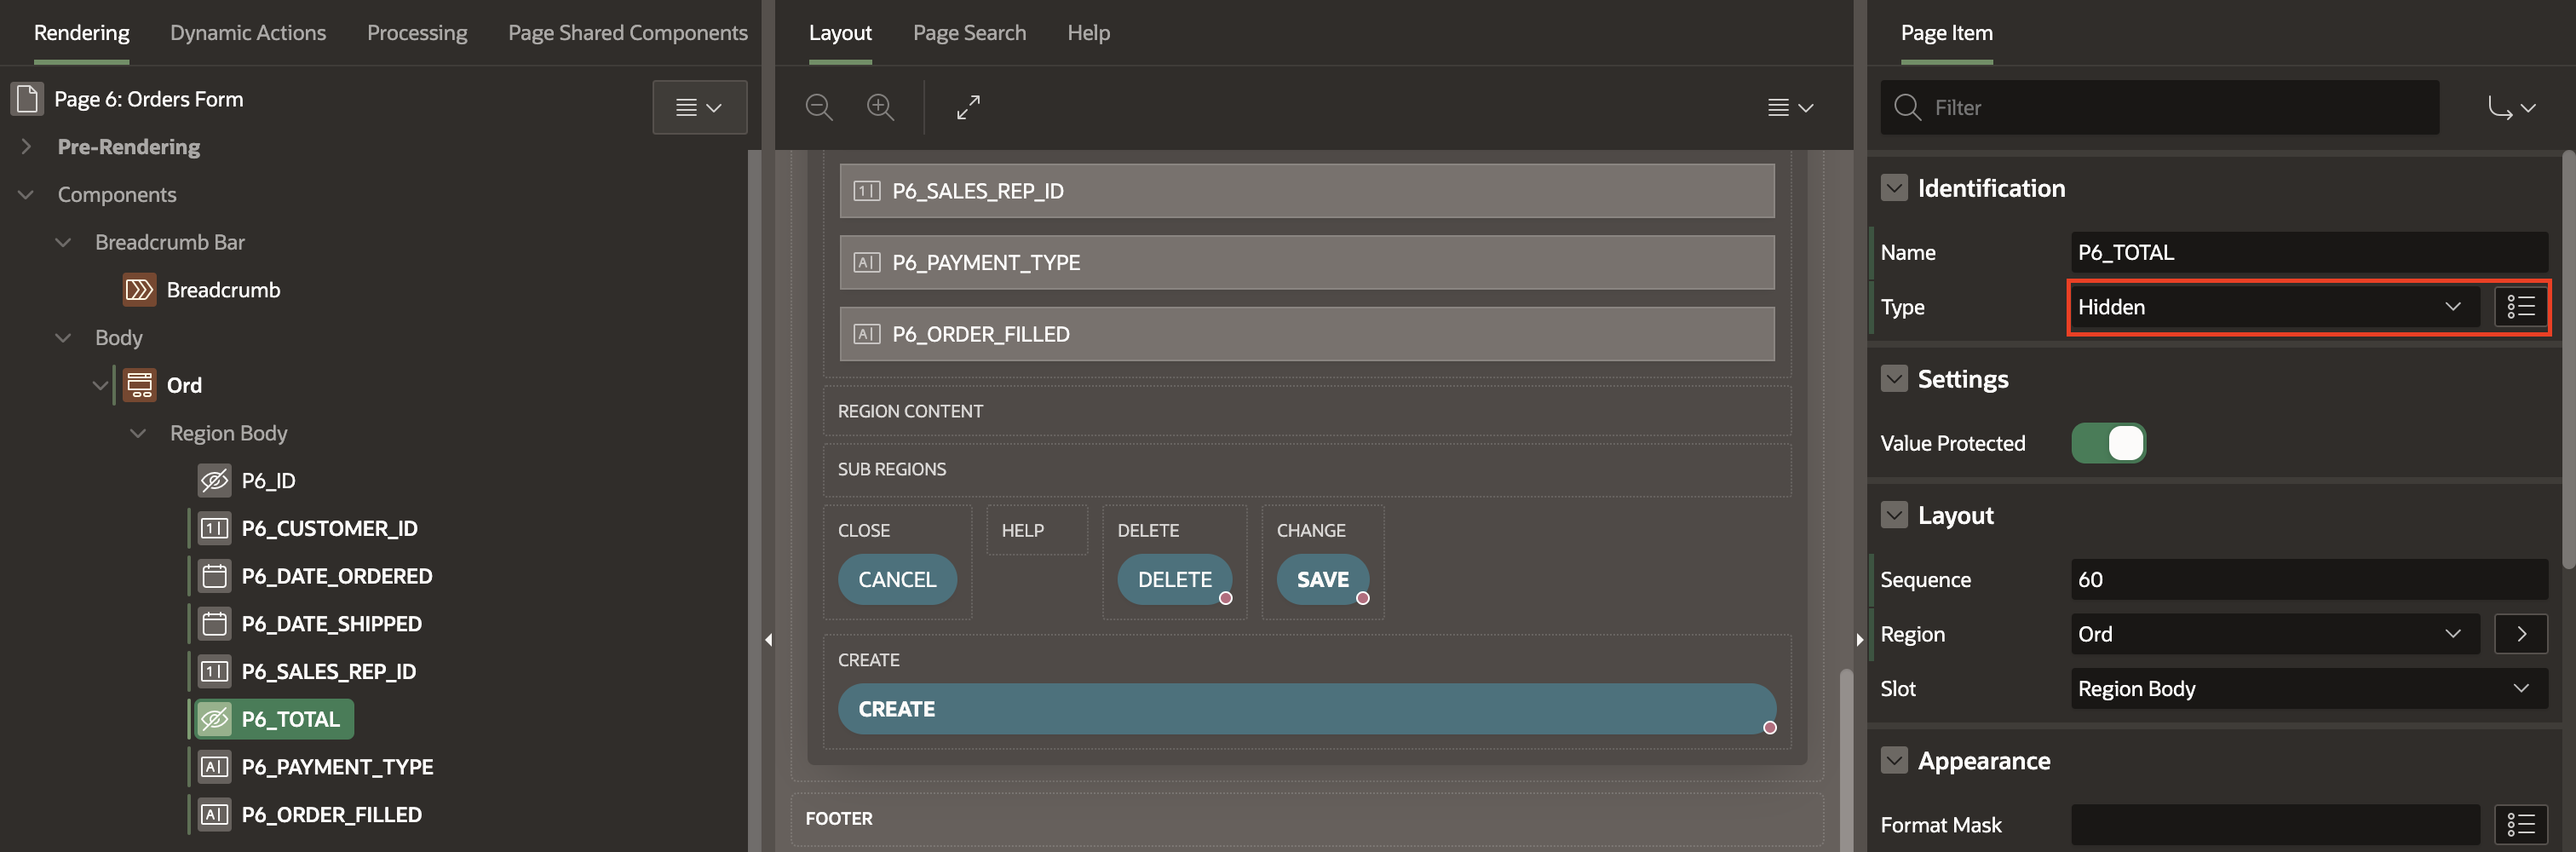 Rendering
Dynamic Actions
Processing
Page Shared Components
Page 6: Orders Form
Pre-Rendering
Components
Breadcrumb Bar
Breadcrumb
Body
Ord
Region Body
P6_ID
P6_CUSTOMER_ID
P6_DATE_ORDERED
P6_DATE_SHIPPED
P6_SALES_REP_ID
P6_TOTAL
P6_PAYMENT_TYPE
P6_ORDER_FILLED
Layout
Page Search
Help
P6_SALES_REP_ID
P6_PAYMENT_TYPE
P6_ORDER_FILLED
REGION CONTENT
SUB REGIONS
CLOSE
CANCEL
HELP
DELETE
DELETE
CHANGE
SAVE
CREATE
CREATE
FOOTER
Page Item
Filter
Identification
Name
P6_TOTAL
Type
Hidden
Settings
Value Protected
Layout
Sequence
60
Region
Ord
Slot
Region Body
Appearance
Format Mask